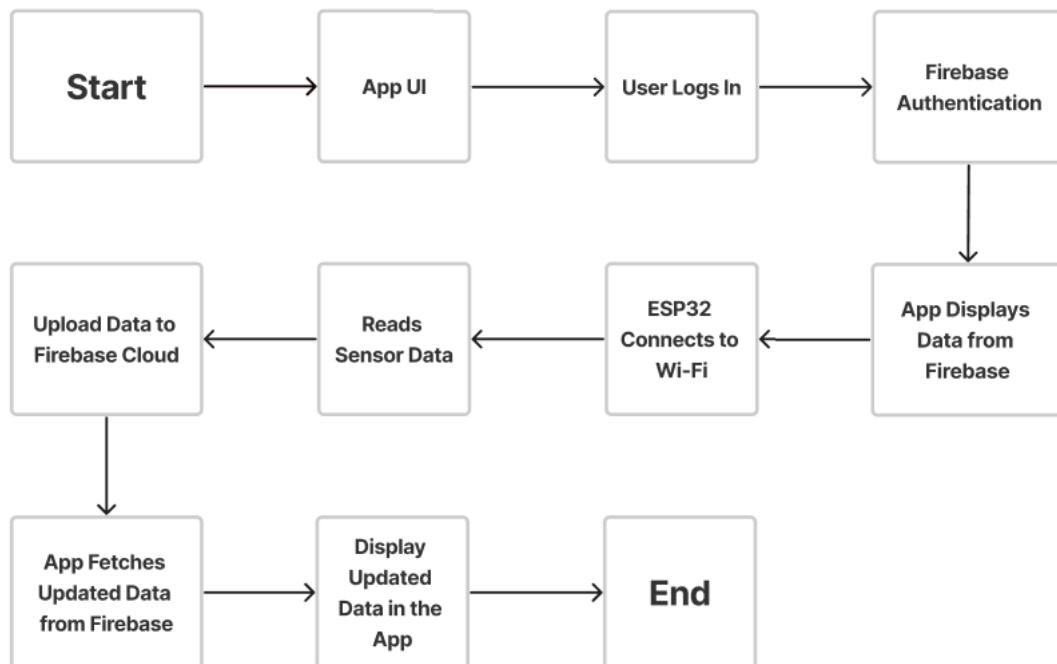 Start
App UI
User Logs In
Firebase
Authentication
App Displays
Data from
Firebase
ESP32
Connects to
Wi-Fi
Reads
Sensor Data
Upload Data to
Firebase Cloud
App Fetches
Updated Data
from Firebase
Display
Updated
Data in the
App
End